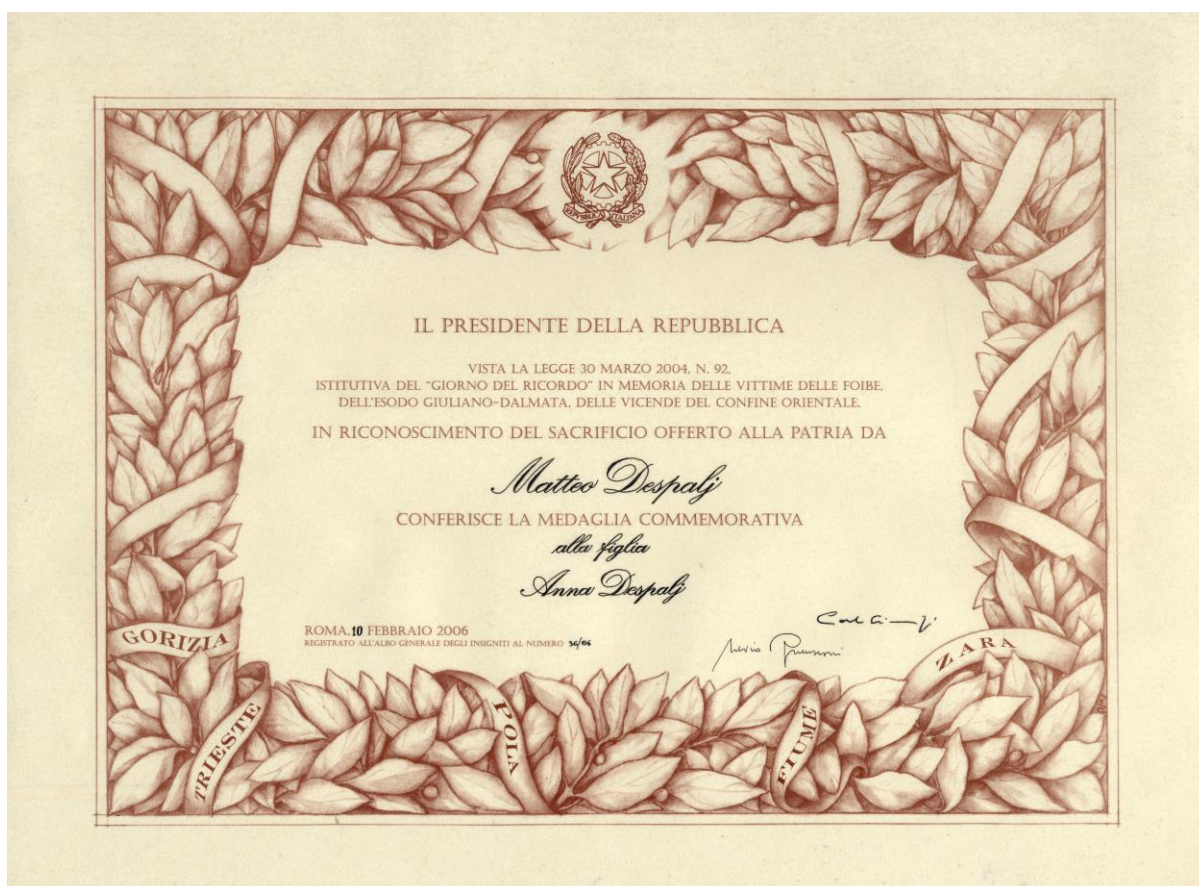 REPVBBLICA ITALIANA
IL PRESIDENTE DELLA REPUBBLICA
VISTA LA LEGGE 30 MARZO 2004, N. 92,
ISTITUTIVA DEL "GIORNO DEL RICORDO" IN MEMORIA DELLE VITTIME DELLE FOIBE,
DELL'ESODO GIULIANO-DALMATA, DELLE VICENDE DEL CONFINE ORIENTALE,
IN RICONOSCIMENTO DEL SACRIFICIO OFFERTO ALLA PATRIA DA
Matteo Despalj
CONFERISCE LA MEDAGLIA COMMEMORATIVA
alla figlia
Anna Despalj
ROMA, 10 FEBBRAIO 2006
REGISTRATO ALL'ALBO GENERALE DEGLI INSIGNITI AL NUMERO 36/06
GORIZIA
TRIESTE
POLA
FIUME
ZARA